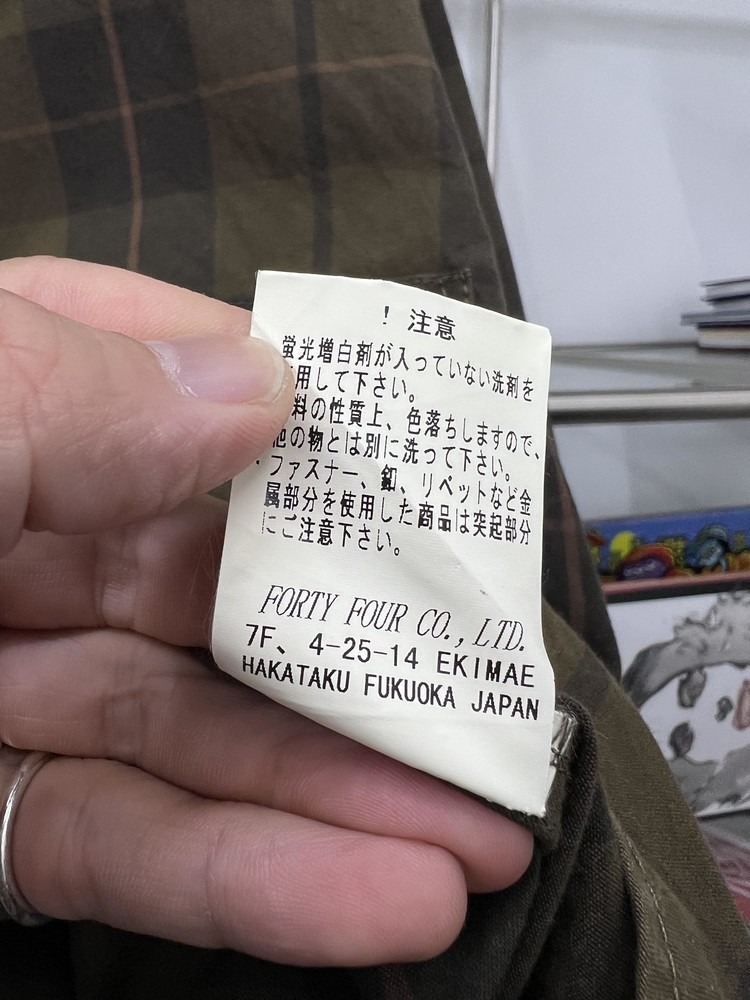 ! 注意
蛍光増白剤が入っていない洗剤を
用して下さい。
料の性質上、色落ちしますので、
他の物とは別に洗って下さい。
・ファスナー、釦、リペットなど金
属部分を使用した商品は突起部分
にご注意下さい。
FORTY FOUR CO., LTD.
7F、4-25-14 EKIMAE
HAKATAKU FUKUOKA JAPAN